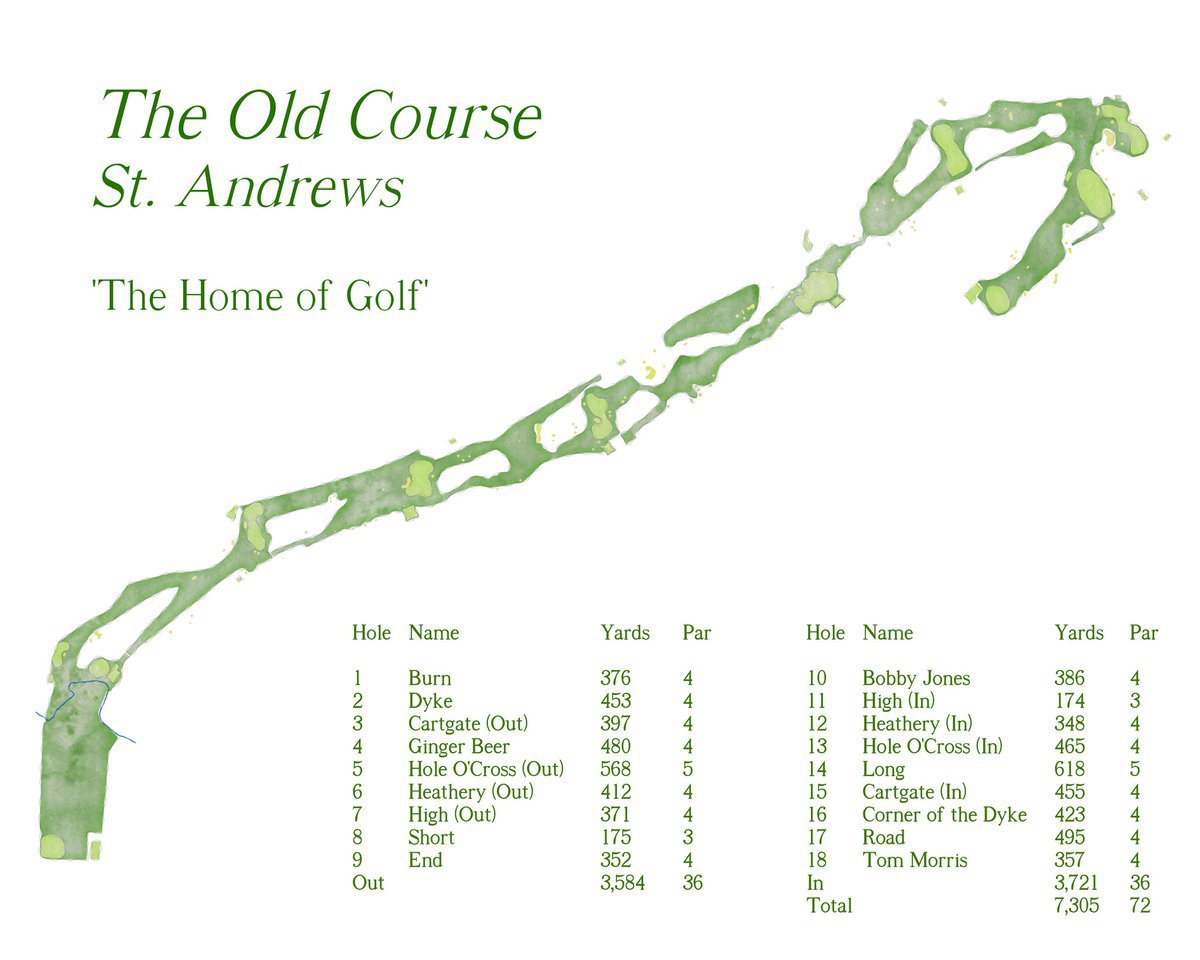 The Old Course
St. Andrews
'The Home of Golf'
Hole Name Yards Par
1 Burn 376 4
2 Dyke 453 4
3 Cartgate (Out) 397 4
4 Ginger Beer 480 4
5 Hole O'Cross (Out) 568 5
6 Heathery (Out) 412 4
7 High (Out) 371 4
8 Short 175 3
9 End 352 4
Out 3,584 36
Hole Name Yards Par
10 Bobby Jones 386 4
11 High (In) 174 3
12 Heathery (In) 348 4
13 Hole O'Cross (In) 465 4
14 Long 618 5
15 Cartgate (In) 455 4
16 Corner of the Dyke 423 4
17 Road 495 4
18 Tom Morris 357 4
In 3,721 36
Total 7,305 72